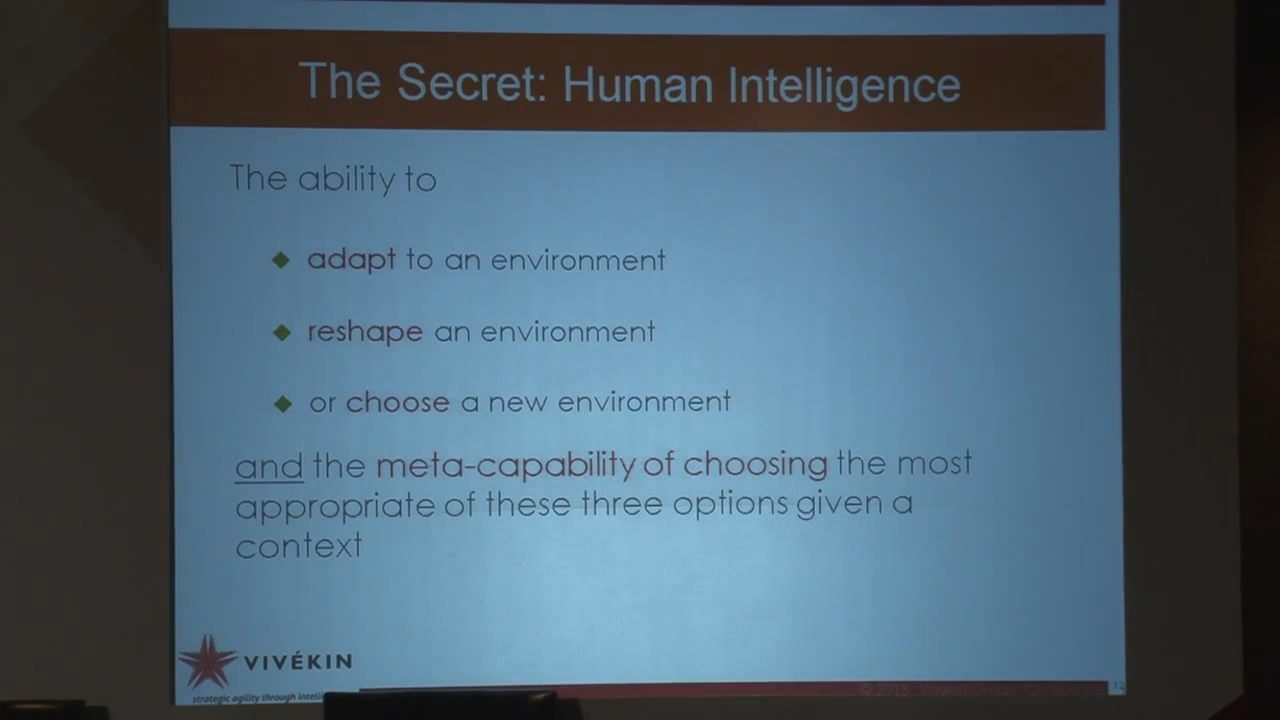 The Secret: Human Intelligence
The ability to
adapt to an environment
reshape an environment
or choose a new environment
and the meta-capability of choosing the most
appropriate of these three options given a
context
VIVÉKIN
strategic agility through
12